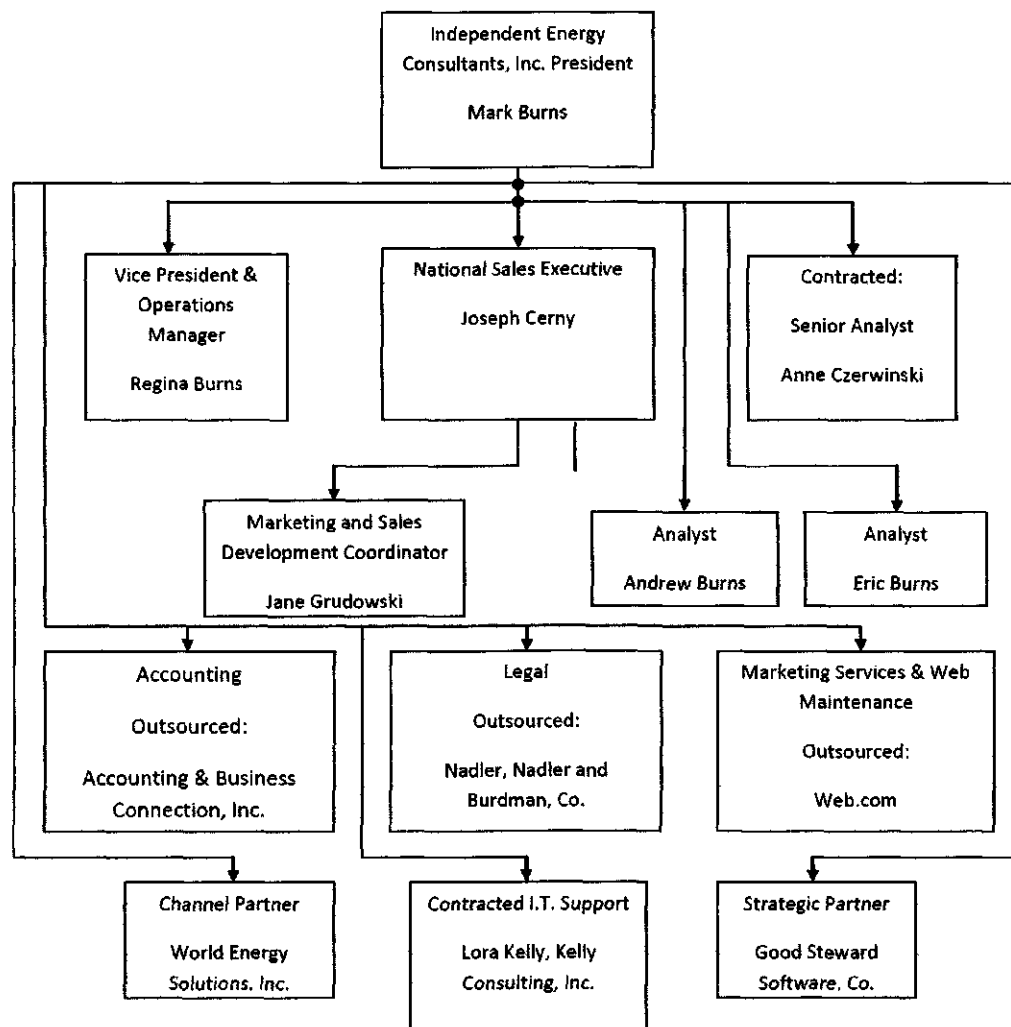 Independent Energy
Consultants, Inc. President
Mark Burns
Vice President &
Operations
Manager
Regina Burns
National Sales Executive
Joseph Cerny
Contracted:
Senior Analyst
Anne Czerwinski
Marketing and Sales
Development Coordinator
Jane Grudowski
Analyst
Andrew Burns
Analyst
Eric Burns
Accounting
Outsourced:
Accounting & Business
Connection, Inc.
Legal
Outsourced:
Nadler, Nadler and
Burdman, Co.
Marketing Services & Web
Maintenance
Outsourced:
Web.com
Channel Partner
World Energy
Solutions, Inc.
Contracted I.T. Support
Lora Kelly, Kelly
Consulting, Inc.
Strategic Partner
Good Steward
Software, Co.